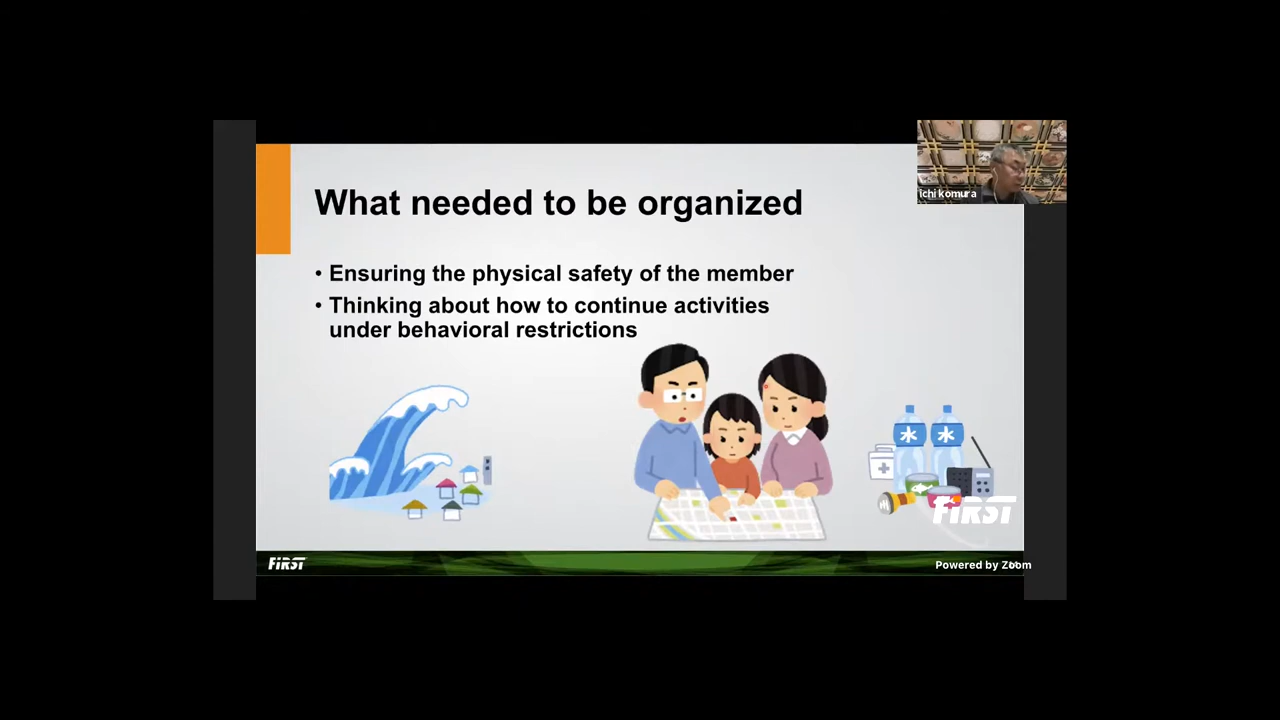 What needed to be organized
ichi komura
• Ensuring the physical safety of the member
• Thinking about how to continue activities
under behavioral restrictions
FiRST
FiRST
Powered by Zoom